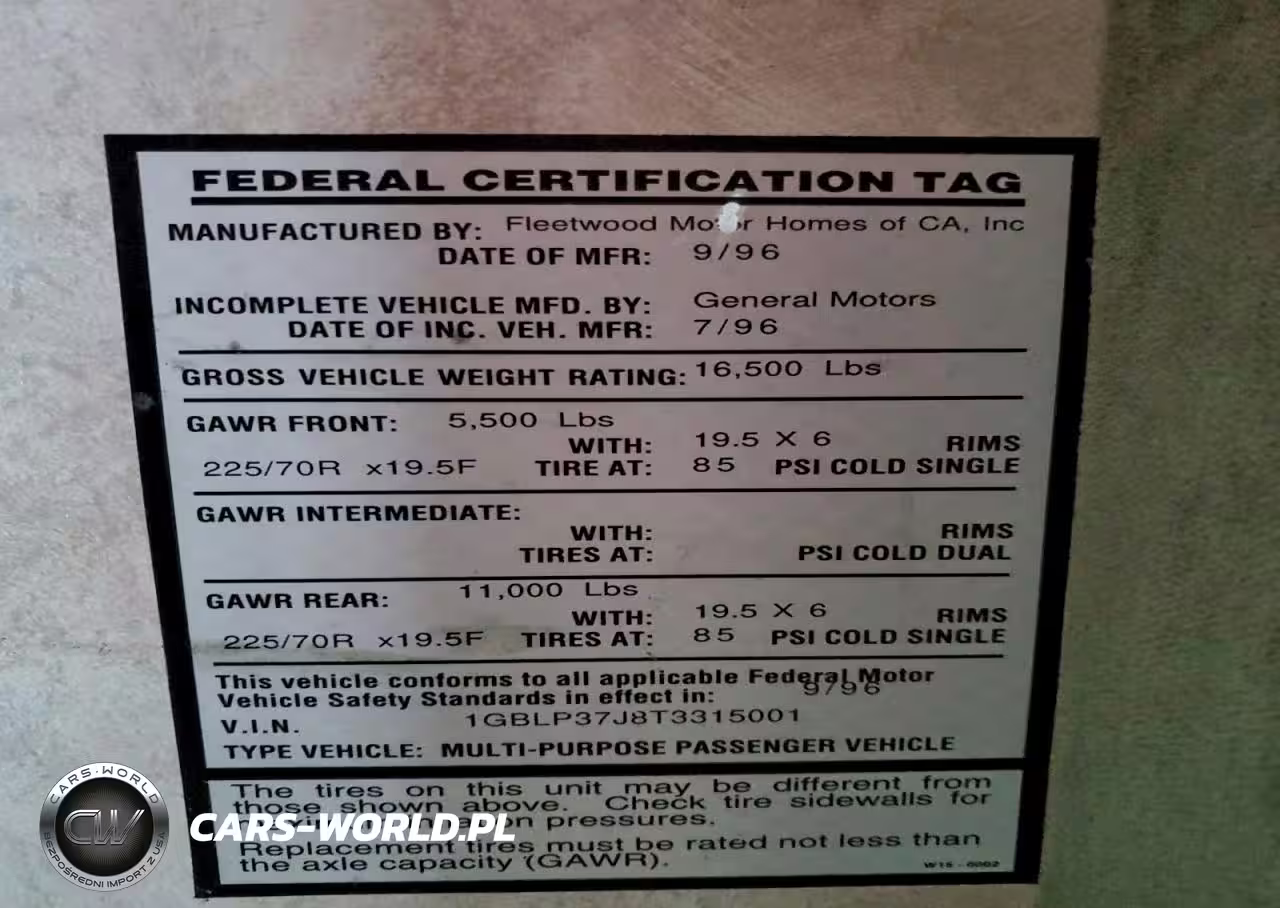 FEDERAL CERTIFICATION TAG
MANUFACTURED BY: Fleetwood Motor Homes of CA, Inc
DATE OF MFR: 9/96
INCOMPLETE VEHICLE MFD. BY: General Motors
DATE OF INC. VEH. MFR: 7/96
GROSS VEHICLE WEIGHT RATING: 16,500 Lbs
GAWR FRONT: 5,500 Lbs
WITH: 19.5 X 6 RIMS
225/70R x19.5F TIRE AT: 85 PSI COLD SINGLE
GAWR INTERMEDIATE:
WITH: RIMS
TIRES AT: PSI COLD DUAL
GAWR REAR: 11,000 Lbs
WITH: 19.5 X 6 RIMS
225/70R x19.5F TIRES AT: 85 PSI COLD SINGLE
This vehicle conforms to all applicable Federal Motor
Vehicle Safety Standards in effect in: 9/96
V.I.N. 1GBLP37J8T3315001
TYPE VEHICLE: MULTI-PURPOSE PASSENGER VEHICLE
The tires on this unit may be different from
those shown above. Check tire sidewalls for
pressures.
Replacement tires must be rated not less than
the axle capacity (GAWR).
CARS-WORLD
CW
BEZPOŚREDNI IMPORT Z USA
CARS-WORLD.PL